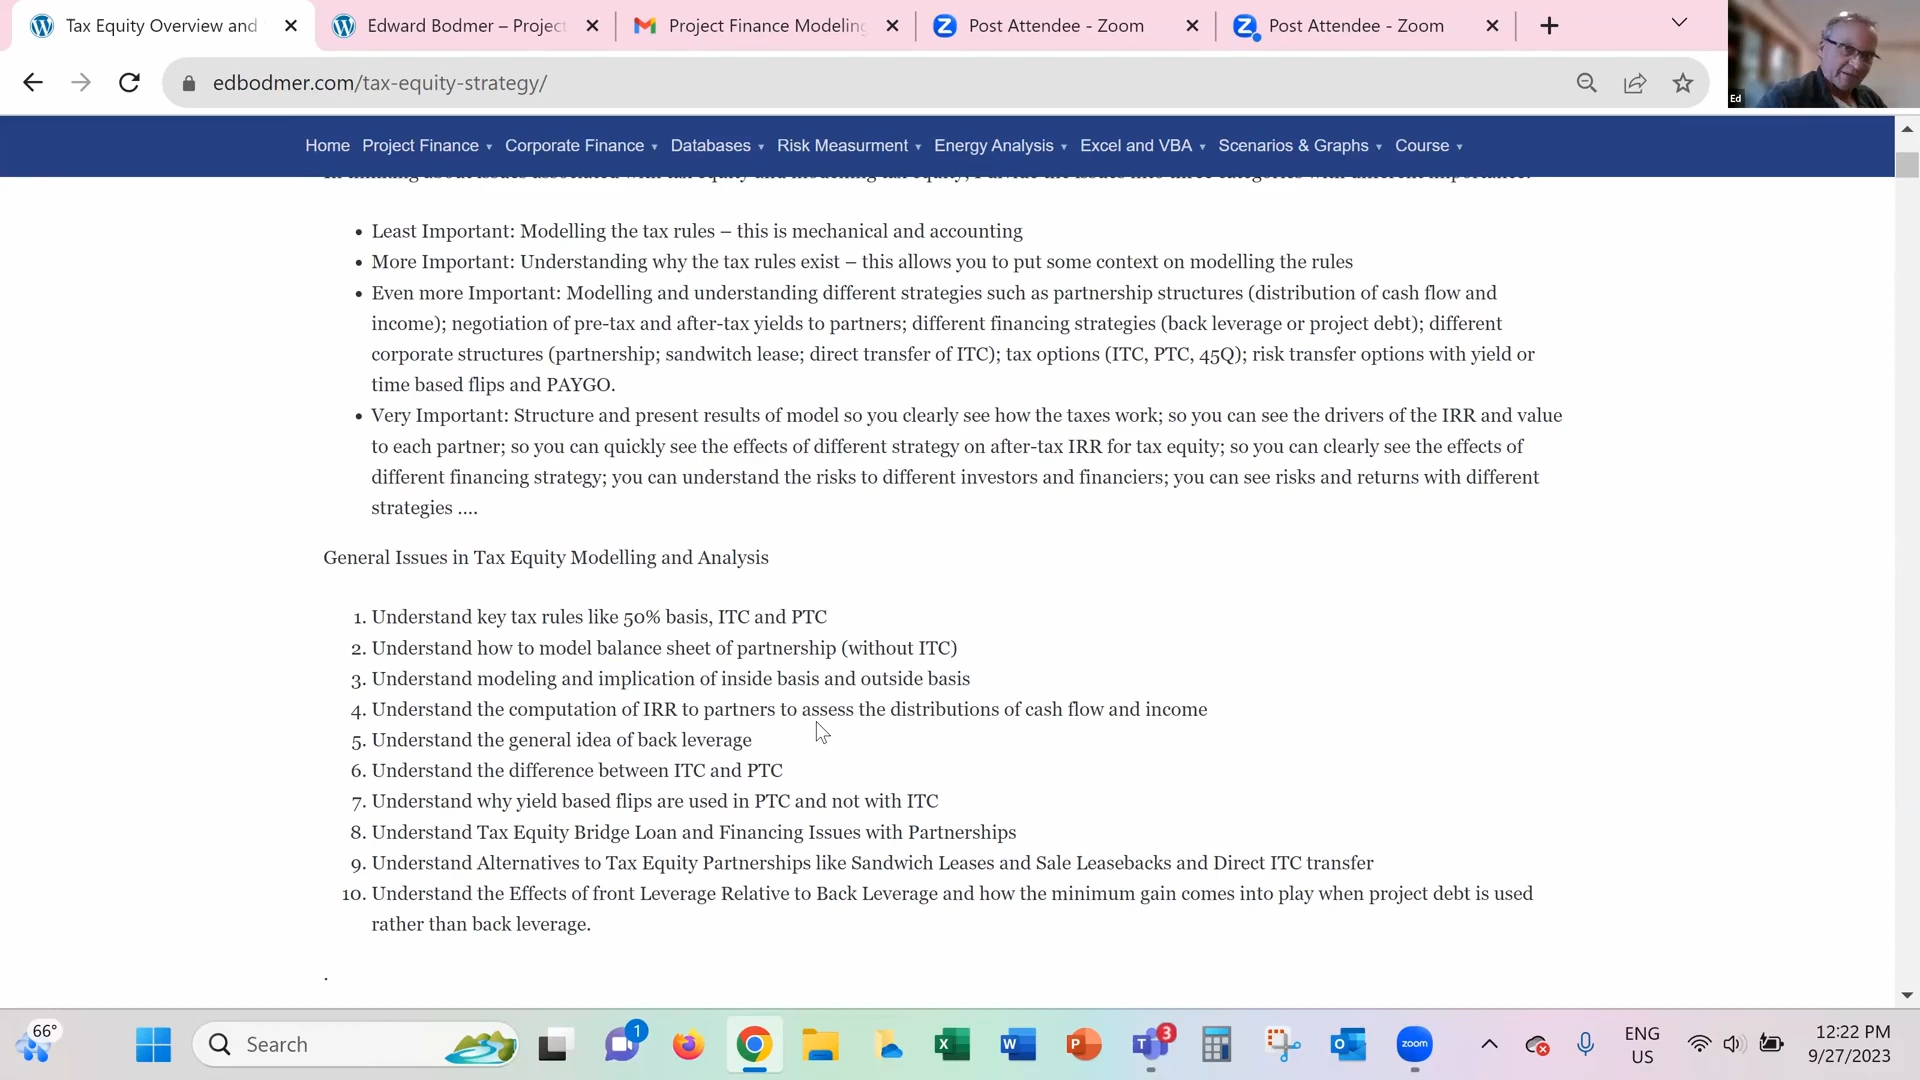 Tax Equity Overview and
Edward Bodmer – Project
Project Finance Modeling
Post Attendee - Zoom
Post Attendee - Zoom
edbodmer.com/tax-equity-strategy/
Ed
Home Project Finance Corporate Finance Databases Risk Measurment Energy Analysis Excel and VBA Scenarios & Graphs Course
Least Important: Modelling the tax rules – this is mechanical and accounting
More Important: Understanding why the tax rules exist – this allows you to put some context on modelling the rules
Even more Important: Modelling and understanding different strategies such as partnership structures (distribution of cash flow and
income); negotiation of pre-tax and after-tax yields to partners; different financing strategies (back leverage or project debt); different
corporate structures (partnership; sandwitch lease; direct transfer of ITC); tax options (ITC, PTC, 45Q); risk transfer options with yield or
time based flips and PAYGO.
Very Important: Structure and present results of model so you clearly see how the taxes work; so you can see the drivers of the IRR and value
to each partner; so you can quickly see the effects of different strategy on after-tax IRR for tax equity; so you can clearly see the effects of
different financing strategy; you can understand the risks to different investors and financiers; you can see risks and returns with different
strategies ….
General Issues in Tax Equity Modelling and Analysis
1. Understand key tax rules like 50% basis, ITC and PTC
2. Understand how to model balance sheet of partnership (without ITC)
3. Understand modeling and implication of inside basis and outside basis
4. Understand the computation of IRR to partners to assess the distributions of cash flow and income
5. Understand the general idea of back leverage
6. Understand the difference between ITC and PTC
7. Understand why yield based flips are used in PTC and not with ITC
8. Understand Tax Equity Bridge Loan and Financing Issues with Partnerships
9. Understand Alternatives to Tax Equity Partnerships like Sandwich Leases and Sale Leasebacks and Direct ITC transfer
10. Understand the Effects of front Leverage Relative to Back Leverage and how the minimum gain comes into play when project debt is used
rather than back leverage.
.
66°
Search
1
3
zoom
ENG
US
12:22 PM
9/27/2023